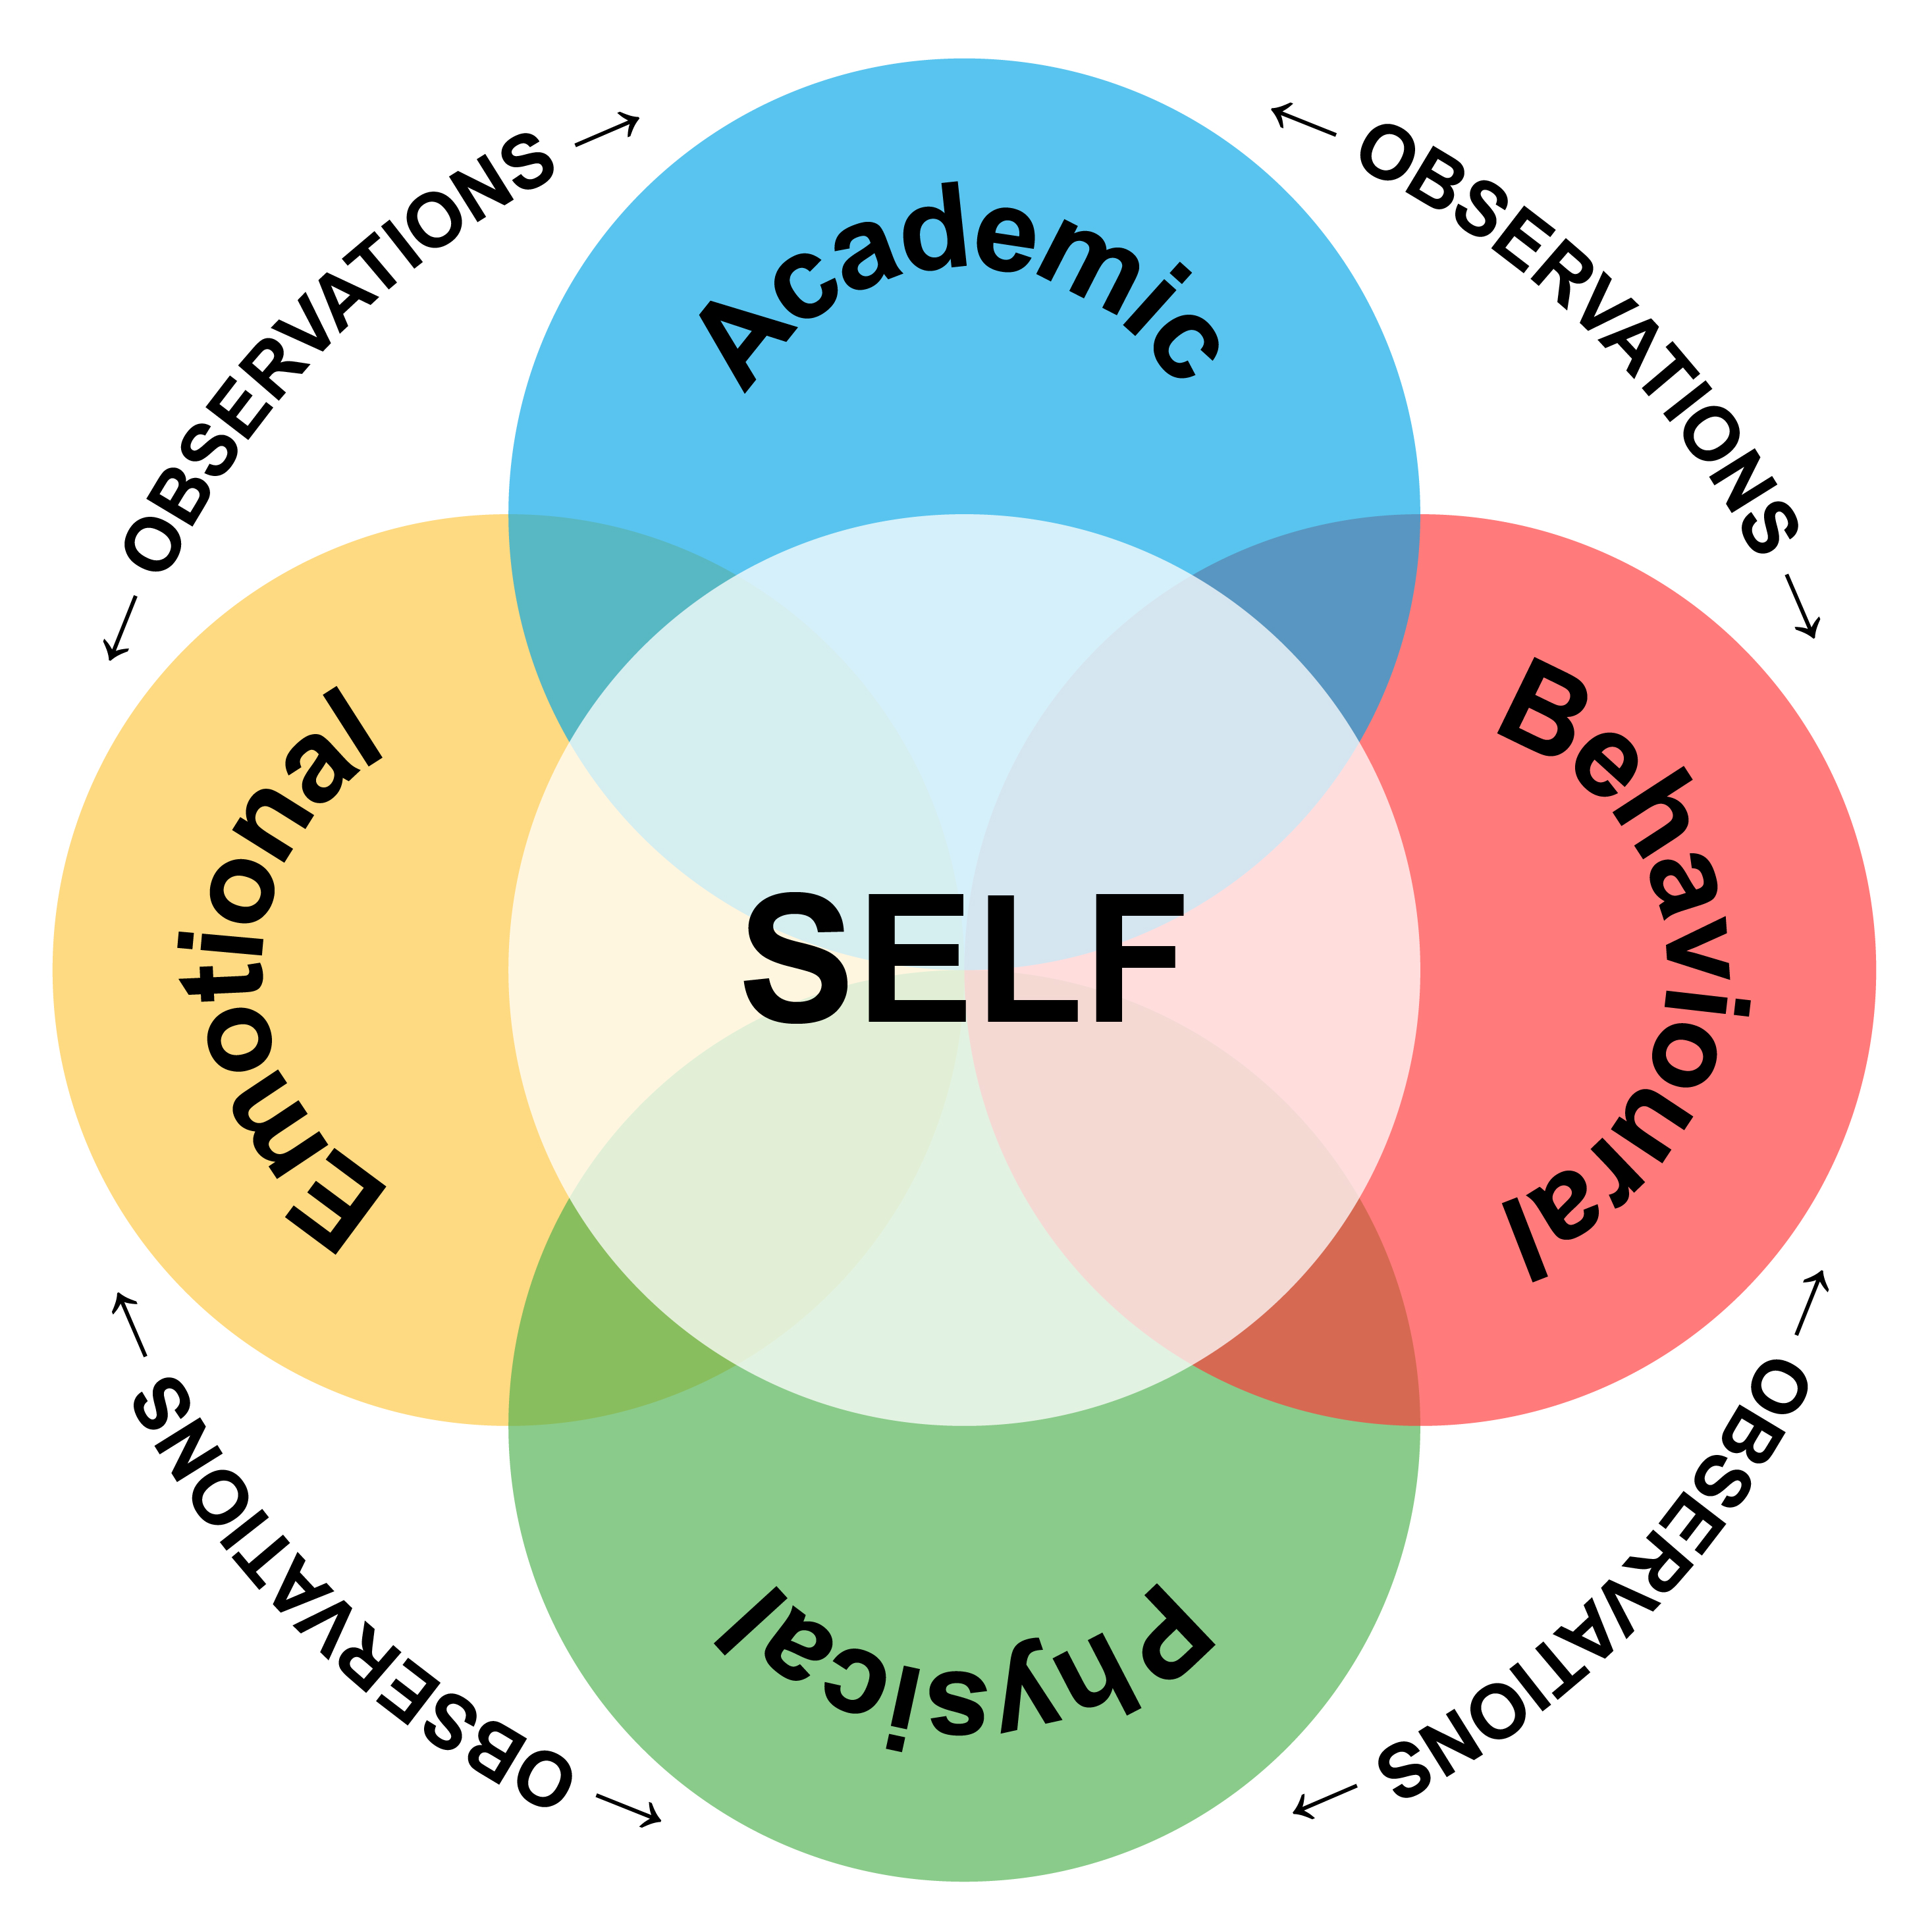 ← OBSERVATIONS →
← OBSERVATIONS →
Academic
Emotional
SELF
Behavioural
Physical
← OBSERVATIONS →
← OBSERVATIONS →